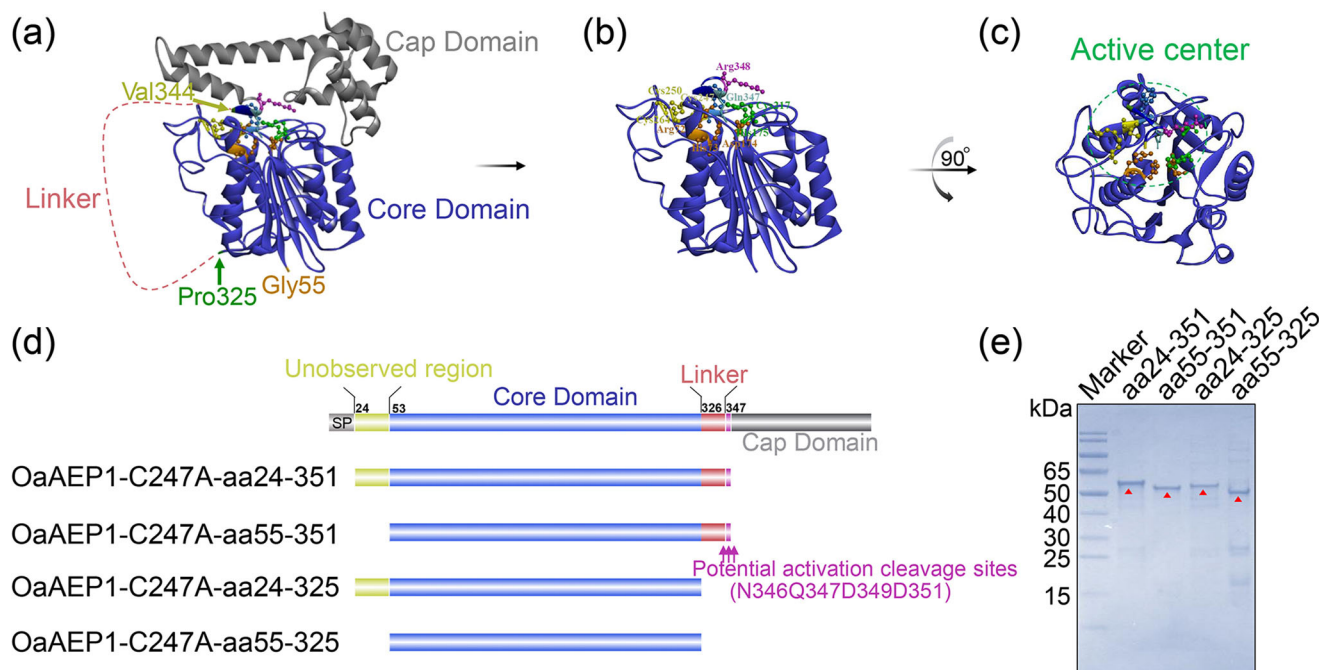 (a)
Cap Domain
Val344
Linker
Core Domain
Gly55
Pro325
(b)
Arg348
Cys250
Gln347
90°
(c)
Active center
(d)
Unobserved region
Linker
24
53
Core Domain
326
347
SP
Cap Domain
OaAEP1-C247A-aa24-351
OaAEP1-C247A-aa55-351
Potential activation cleavage sites
(N346Q347D349D351)
OaAEP1-C247A-aa24-325
OaAEP1-C247A-aa55-325
(e)
Marker
aa24-351
aa55-351
aa24-325
aa55-325
kDa
65
50
40
30
25
15